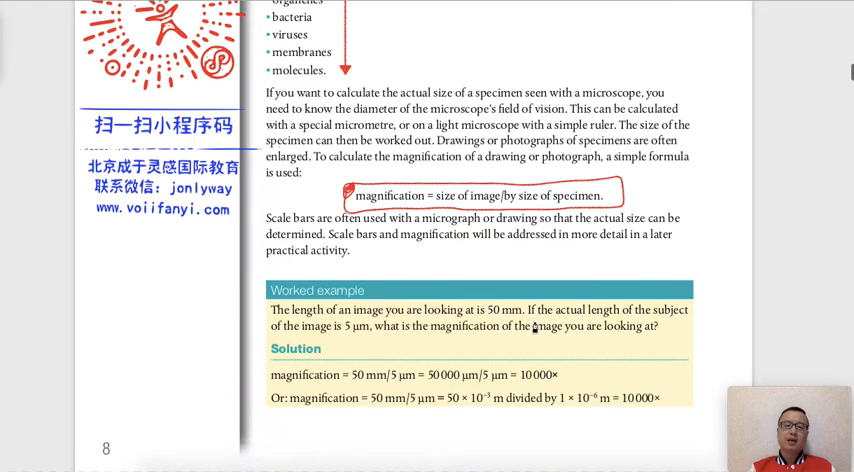 organelles
• bacteria
• viruses
• membranes
• molecules.
If you want to calculate the actual size of a specimen seen with a microscope, you
need to know the diameter of the microscope's field of vision. This can be calculated
with a special micrometre, or on a light microscope with a simple ruler. The size of the
specimen can then be worked out. Drawings or photographs of specimens are often
enlarged. To calculate the magnification of a drawing or photograph, a simple formula
is used:
magnification = size of image/by size of specimen.
Scale bars are often used with a micrograph or drawing so that the actual size can be
determined. Scale bars and magnification will be addressed in more detail in a later
practical activity.
扫一扫小程序码
北京成于灵感国际教育
联系微信: jonlyway
www.voiifanyi.com
Worked example
The length of an image you are looking at is 50 mm. If the actual length of the subject
of the image is 5 µm, what is the magnification of the image you are looking at?
Solution
magnification = 50 mm/5 µm = 50 000 µm/5 µm = 10 000×
Or: magnification = 50 mm/5 µm = 50 × 10⁻³ m divided by 1 × 10⁻⁶ m = 10 000×
8